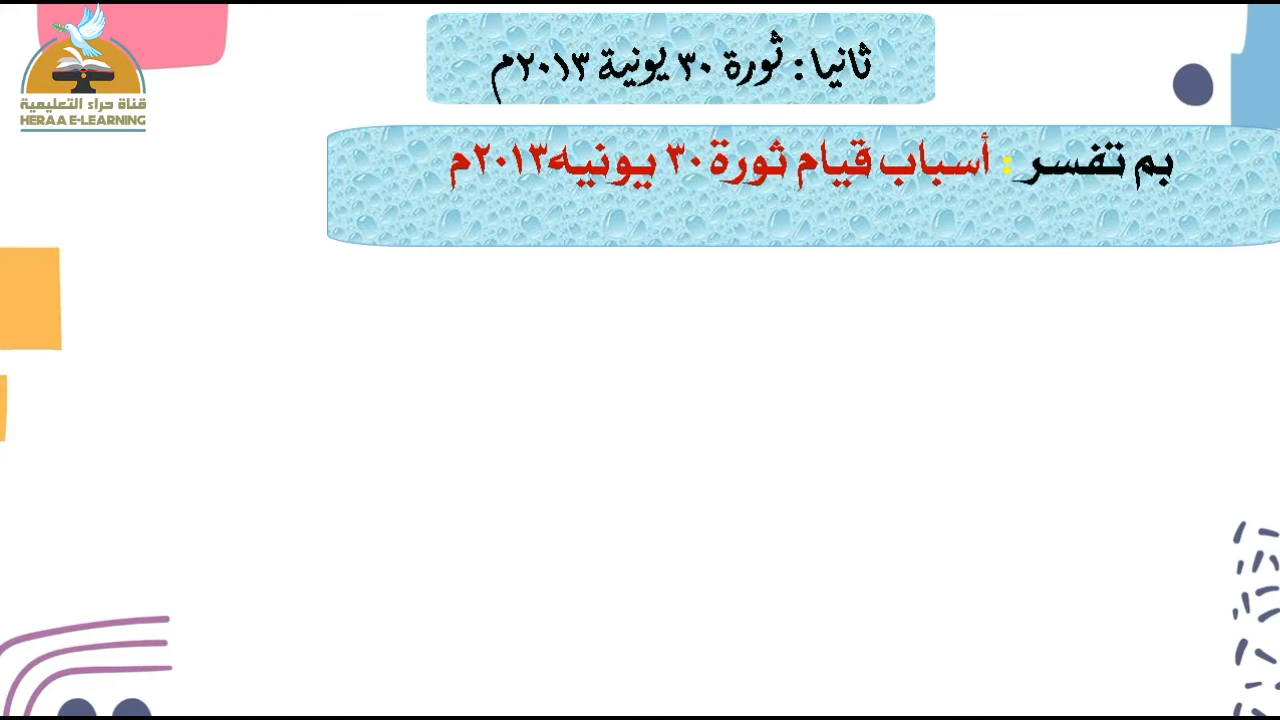 ثانيا : ثورة ٣٠ يونية ٢٠١٣م
بم تفسر : أسباب قيام ثورة ٣٠ يونيه٢٠١٣م
قناة حراء التعليمية
HERAA E-LEARNING